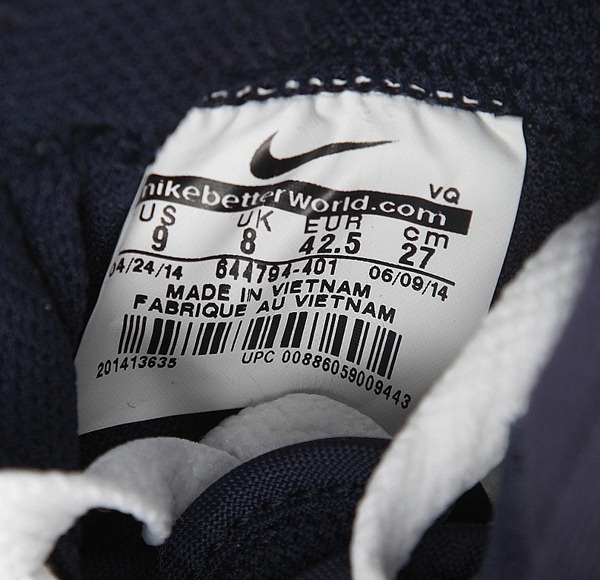 nikebetterworld.com VQ
US UK EUR cm
9 8 42.5 27
04/24/14 644794-401 06/09/14
MADE IN VIETNAM
FABRIQUE AU VIETNAM
201413635 UPC 00886059009443